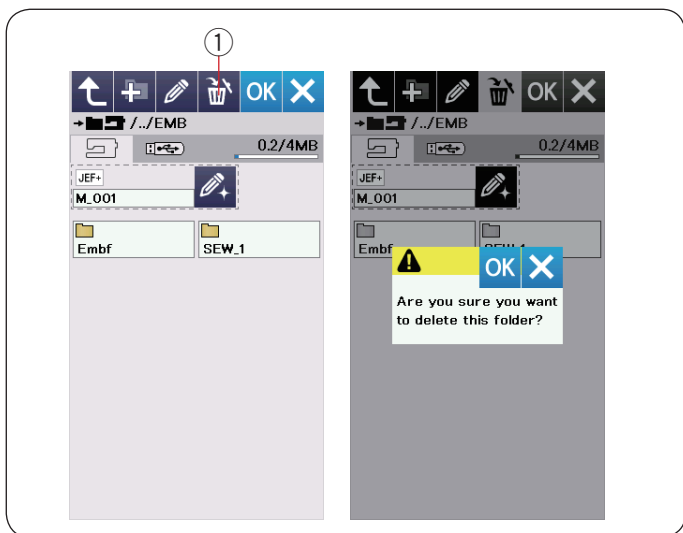 1
OK
/../EMB
0.2/4MB
JEF+
M_001
Embf
SEW_1
OK
/../EMB
0.2/4MB
JEF+
M_001
Embf
SEW_1
OK
Are you sure you want
to delete this folder?